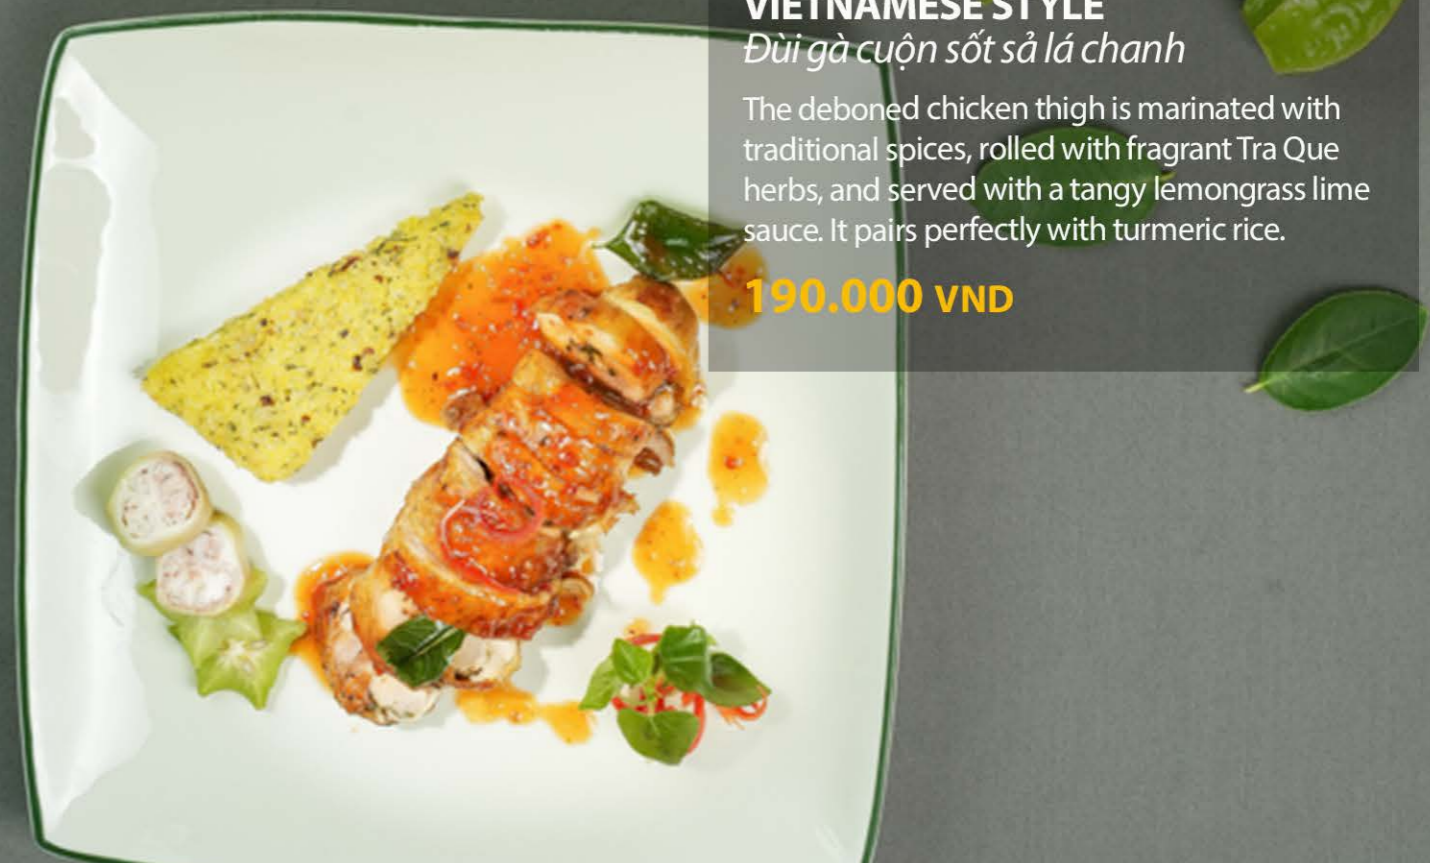 VIETNAMESE STYLE
Đùi gà cuộn sốt sả lá chanh
The deboned chicken thigh is marinated with
traditional spices, rolled with fragrant Tra Que
herbs, and served with a tangy lemongrass lime
sauce. It pairs perfectly with turmeric rice.
190.000 VND